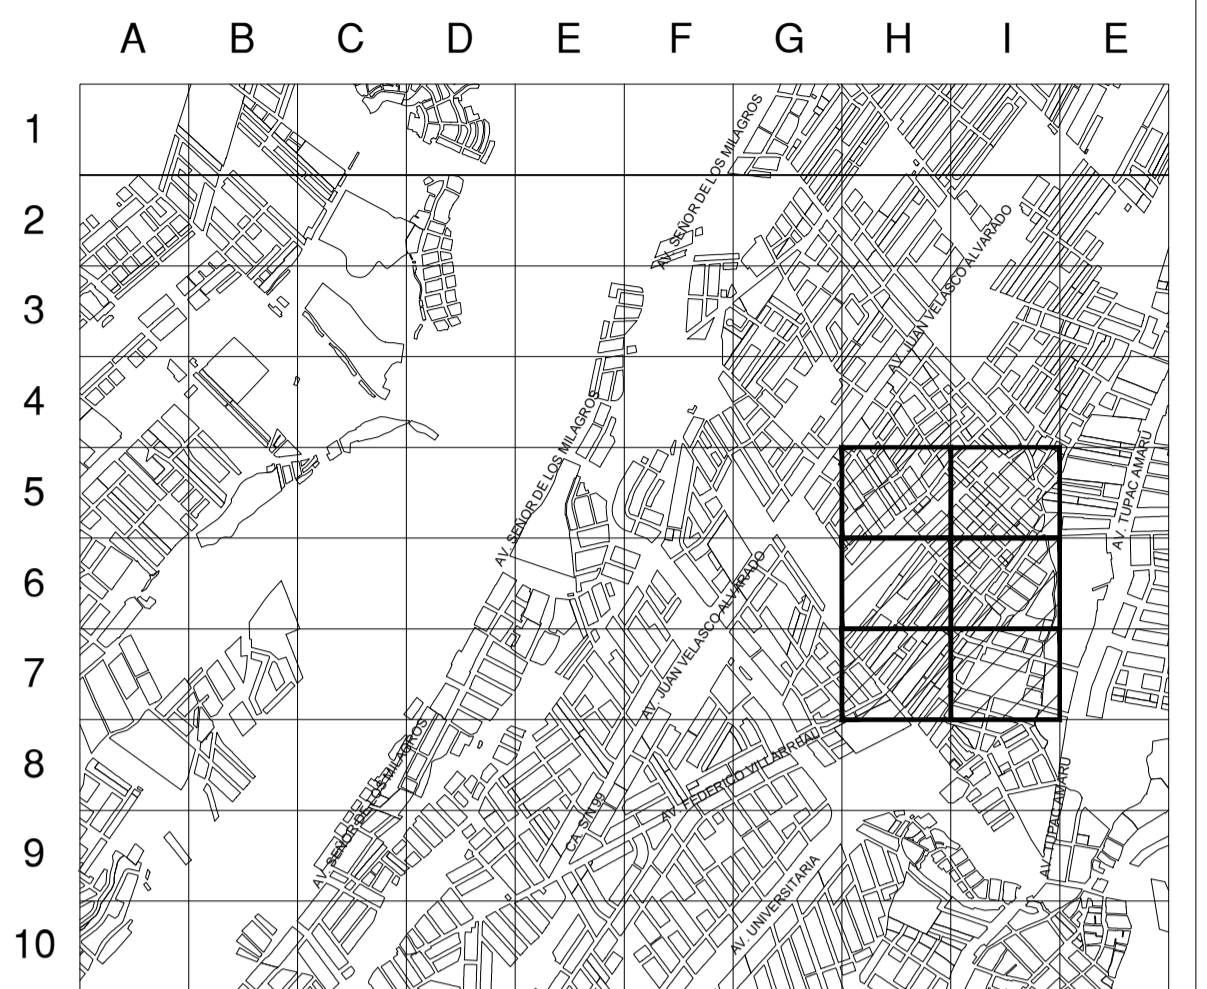 A B C D E F G H I E
1
AV. SEÑOR DE LOS MILAGROS
2
AV. JUAN VELASCO ALVARADO
3
4
AV. SEÑOR DE LOS MILAGROS
AV. TUPAC AMARU
5
6
AV. JUAN VELASCO ALVARADO
7
AV. SEÑOR DE LOS MILAGROS
AV. FEDERICO VILLARREAL
8
CA. S/N 99
AV. TUPAC AMARU
9
AV. UNIVERSITARIA
10